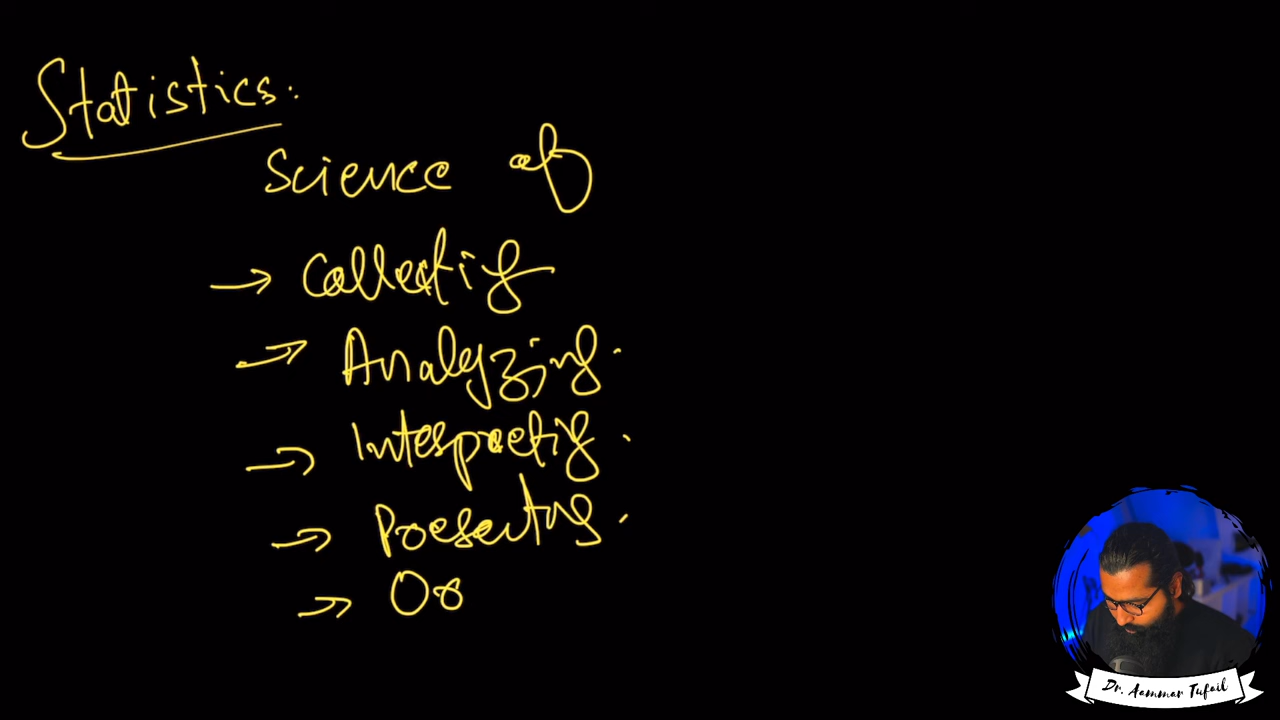 Statistics:
Science of
→ Collecting
→ Analyzing.
→ Interpreting.
→ Presenting.
→ Or
Dr. Aammar Tufail